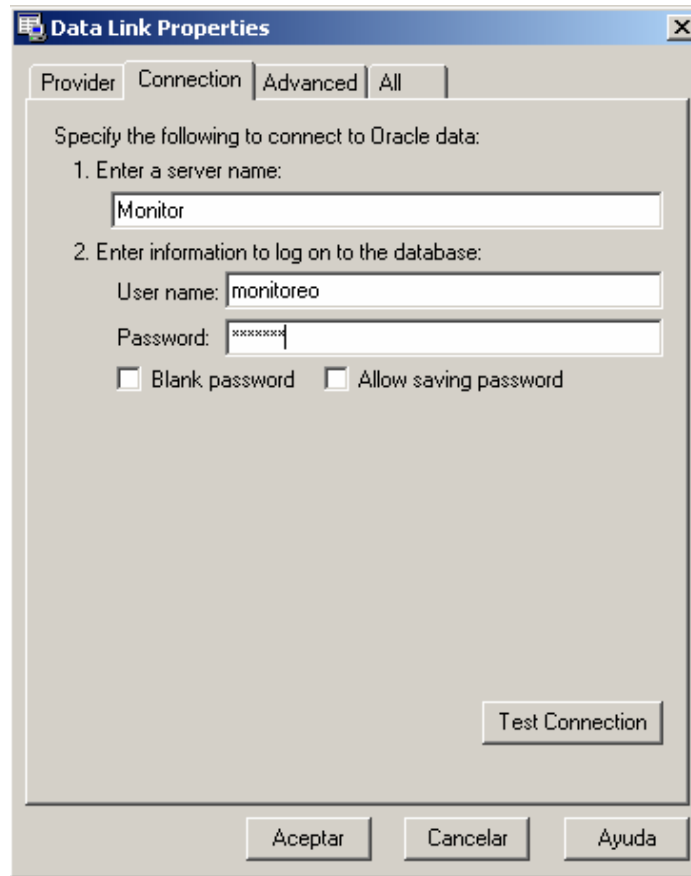 Data Link Properties
Provider Connection Advanced All
Specify the following to connect to Oracle data:
1. Enter a server name:
Monitor
2. Enter information to log on to the database:
User name: monitoreo
Password: *******
Blank password Allow saving password
Test Connection
Aceptar Cancelar Ayuda